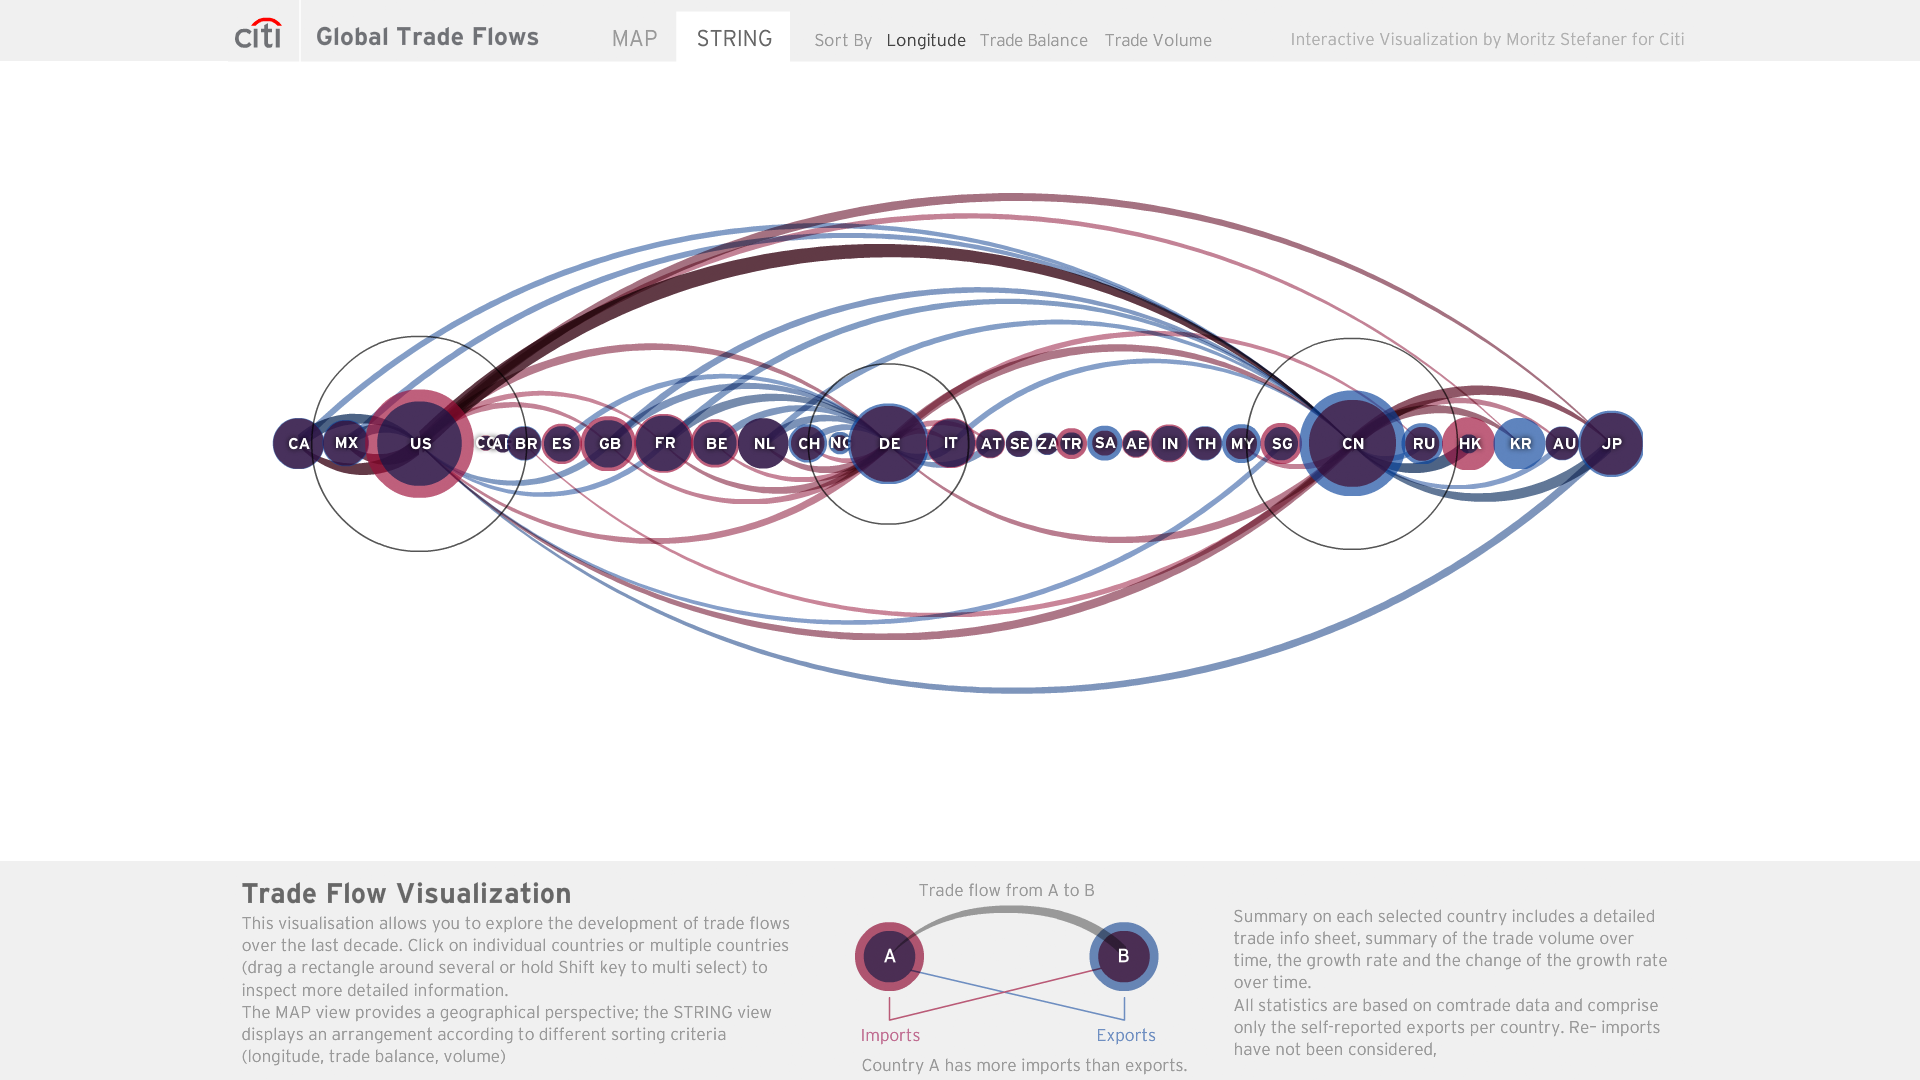 citi
Global Trade Flows
MAP
STRING
Sort By Longitude Trade Balance Trade Volume
Interactive Visualization by Moritz Stefaner for Citi
CA MX US CO BR ES GB FR BE NL CH DE IT AT SE ZA TR SA AE IN TH MY SG CN RU HK KR AU JP
Trade Flow Visualization
This visualisation allows you to explore the development of trade flows
over the last decade. Click on individual countries or multiple countries
(drag a rectangle around several or hold Shift key to multi select) to
inspect more detailed information.
The MAP view provides a geographical perspective; the STRING view
displays an arrangement according to different sorting criteria
(longitude, trade balance, volume)
Trade flow from A to B
A B
Imports Exports
Country A has more imports than exports.
Summary on each selected country includes a detailed
trade info sheet, summary of the trade volume over
time, the growth rate and the change of the growth rate
over time.
All statistics are based on comtrade data and comprise
only the self-reported exports per country. Re- imports
have not been considered,